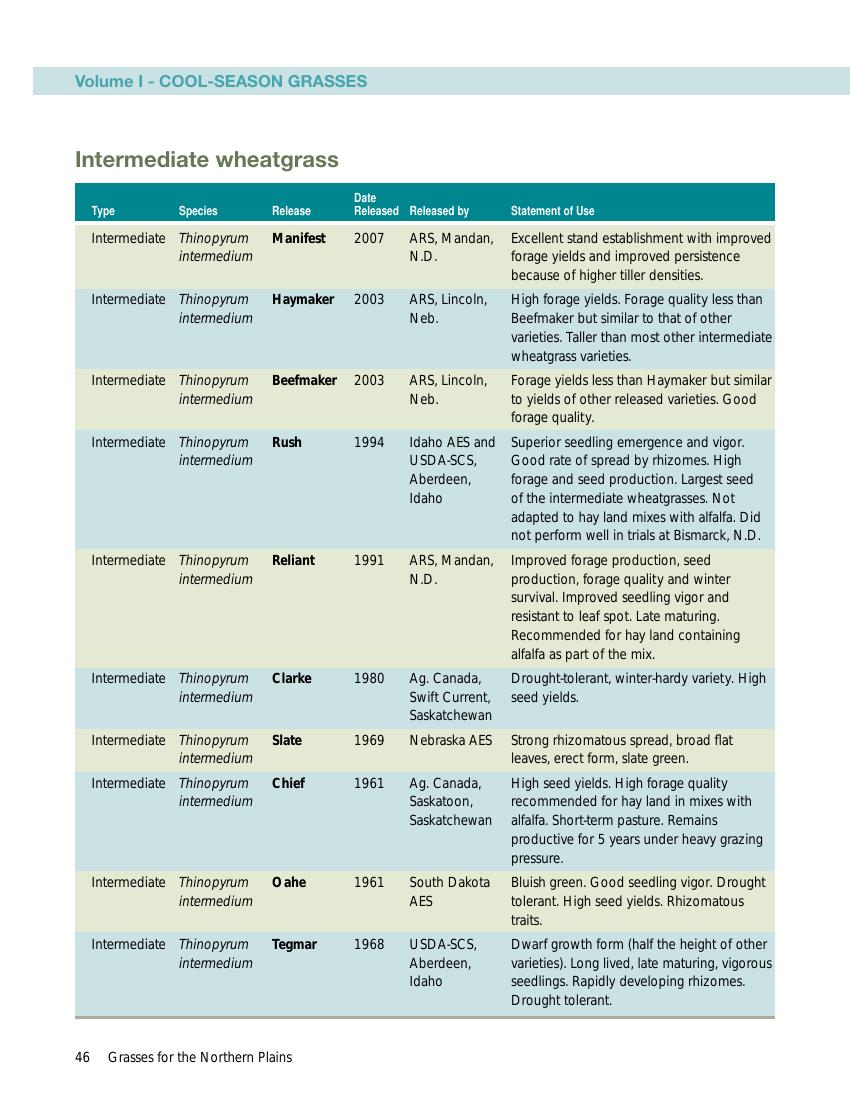 Volume I - COOL-SEASON GRASSES
Intermediate wheatgrass
Type Species Release Date Released Released by Statement of Use
Intermediate Thinopyrum Manifest 2007 ARS, Mandan, Excellent stand establishment with improved
intermedium N.D. forage yields and improved persistence
because of higher tiller densities.
Intermediate Thinopyrum Haymaker 2003 ARS, Lincoln, High forage yields. Forage quality less than
intermedium Neb. Beefmaker but similar to that of other
varieties. Taller than most other intermediate
wheatgrass varieties.
Intermediate Thinopyrum Beefmaker 2003 ARS, Lincoln, Forage yields less than Haymaker but similar
intermedium Neb. to yields of other released varieties. Good
forage quality.
Intermediate Thinopyrum Rush 1994 Idaho AES and Superior seedling emergence and vigor.
intermedium USDA-SCS, Good rate of spread by rhizomes. High
Aberdeen, forage and seed production. Largest seed
Idaho of the intermediate wheatgrasses. Not
adapted to hay land mixes with alfalfa. Did
not perform well in trials at Bismarck, N.D.
Intermediate Thinopyrum Reliant 1991 ARS, Mandan, Improved forage production, seed
intermedium N.D. production, forage quality and winter
survival. Improved seedling vigor and
resistant to leaf spot. Late maturing.
Recommended for hay land containing
alfalfa as part of the mix.
Intermediate Thinopyrum Clarke 1980 Ag. Canada, Drought-tolerant, winter-hardy variety. High
intermedium Swift Current, seed yields.
Saskatchewan
Intermediate Thinopyrum Slate 1969 Nebraska AES Strong rhizomatous spread, broad flat
intermedium leaves, erect form, slate green.
Intermediate Thinopyrum Chief 1961 Ag. Canada, High seed yields. High forage quality
intermedium Saskatoon, recommended for hay land in mixes with
Saskatchewan alfalfa. Short-term pasture. Remains
productive for 5 years under heavy grazing
pressure.
Intermediate Thinopyrum Oahe 1961 South Dakota Bluish green. Good seedling vigor. Drought
intermedium AES tolerant. High seed yields. Rhizomatous
traits.
Intermediate Thinopyrum Tegmar 1968 USDA-SCS, Dwarf growth form (half the height of other
intermedium Aberdeen, varieties). Long lived, late maturing, vigorous
Idaho seedlings. Rapidly developing rhizomes.
Drought tolerant.
46 Grasses for the Northern Plains